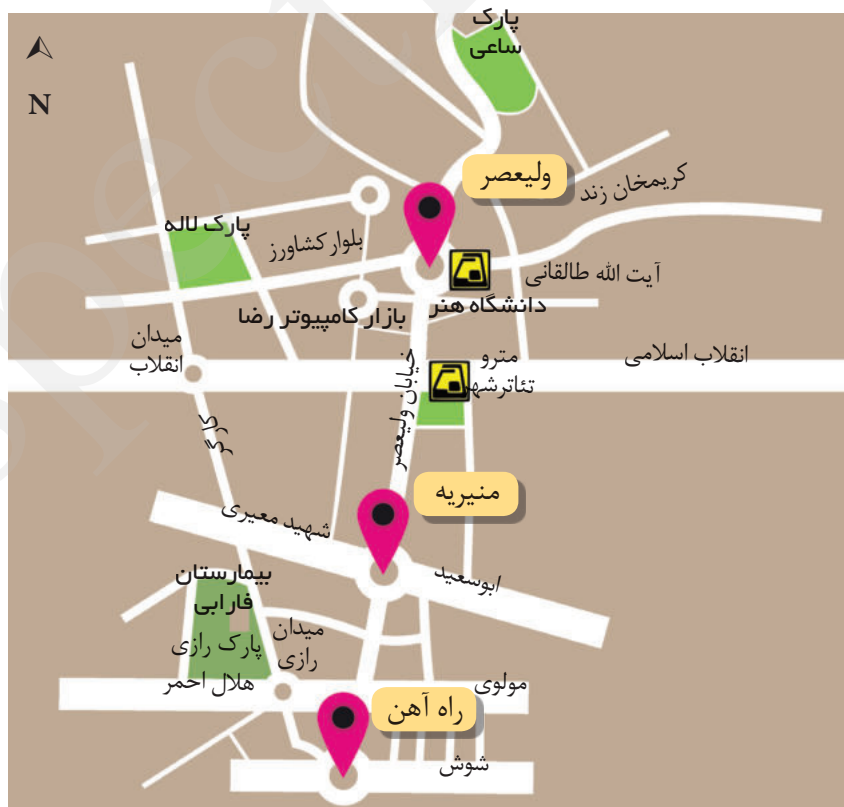 پارک
ساعی
N
ولیعصر
کریمخان زند
پارک لاله
بلوار کشاورز
آیت الله طالقانی
دانشگاه هنر
بازار کامپیوتر رضا
میدان
انقلاب
خیابان ولیعصر
مترو
تئاترشهر
انقلاب اسلامی
کارگر
منیریه
شهید معیری
ابوسعید
بیمارستان
فارابی
پارک رازی
میدان
رازی
هلال احمر
مولوی
راه آهن
شوش